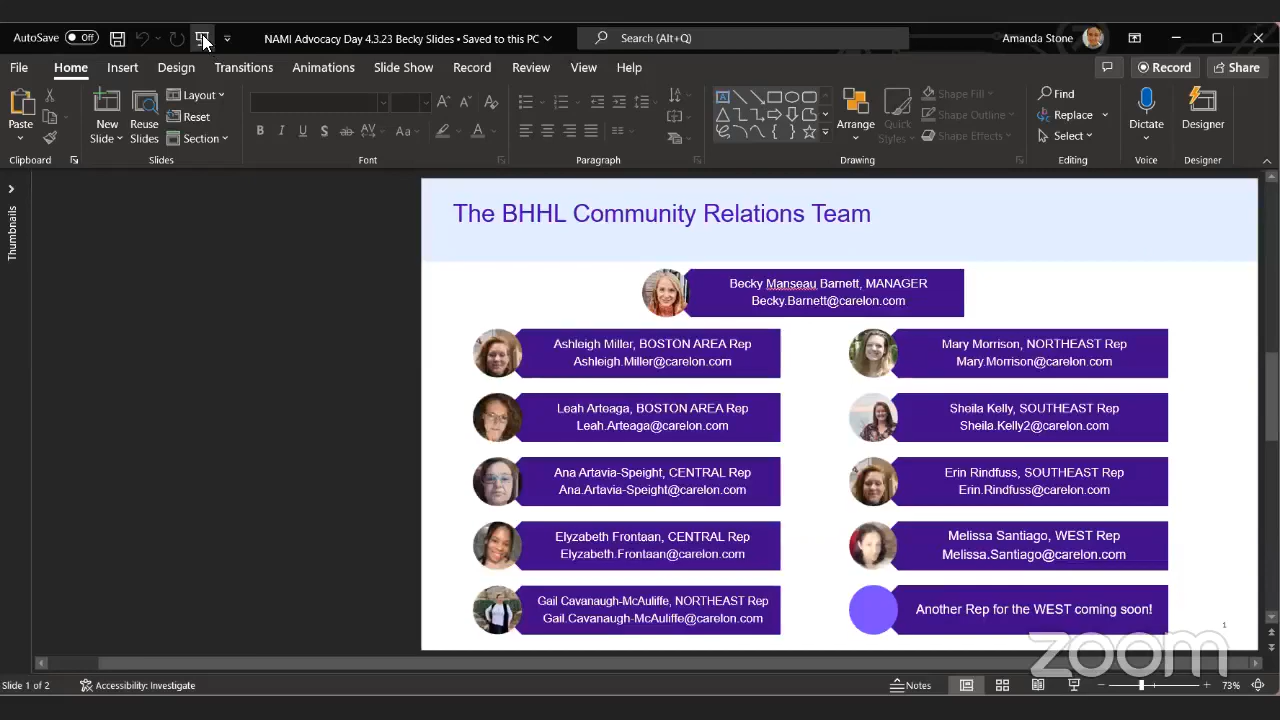 AutoSave Off
NAMI Advocacy Day 4.3.23 Becky Slides • Saved to this PC
Search (Alt+Q)
Amanda Stone
File Home Insert Design Transitions Animations Slide Show Record Review View Help
Record Share
Paste
New Slide
Reuse Slides
Layout
Reset
Section
Shape Fill
Shape Outline
Shape Effects
Arrange
Quick Styles
Find
Replace
Select
Dictate
Designer
Clipboard Slides Font Paragraph Drawing Editing Voice Designer
Thumbnails
The BHHL Community Relations Team
Becky Manseau Barnett, MANAGER
Becky.Barnett@carelon.com
Ashleigh Miller, BOSTON AREA Rep
Ashleigh.Miller@carelon.com
Mary Morrison, NORTHEAST Rep
Mary.Morrison@carelon.com
Leah Arteaga, BOSTON AREA Rep
Leah.Arteaga@carelon.com
Sheila Kelly, SOUTHEAST Rep
Sheila.Kelly2@carelon.com
Ana Artavia-Speight, CENTRAL Rep
Ana.Artavia-Speight@carelon.com
Erin Rindfuss, SOUTHEAST Rep
Erin.Rindfuss@carelon.com
Elyzabeth Frontaan, CENTRAL Rep
Elyzabeth.Frontaan@carelon.com
Melissa Santiago, WEST Rep
Melissa.Santiago@carelon.com
Gail Cavanaugh-McAuliffe, NORTHEAST Rep
Gail.Cavanaugh-McAuliffe@carelon.com
Another Rep for the WEST coming soon!
1
zoom
Slide 1 of 2 Accessibility: Investigate Notes 73%